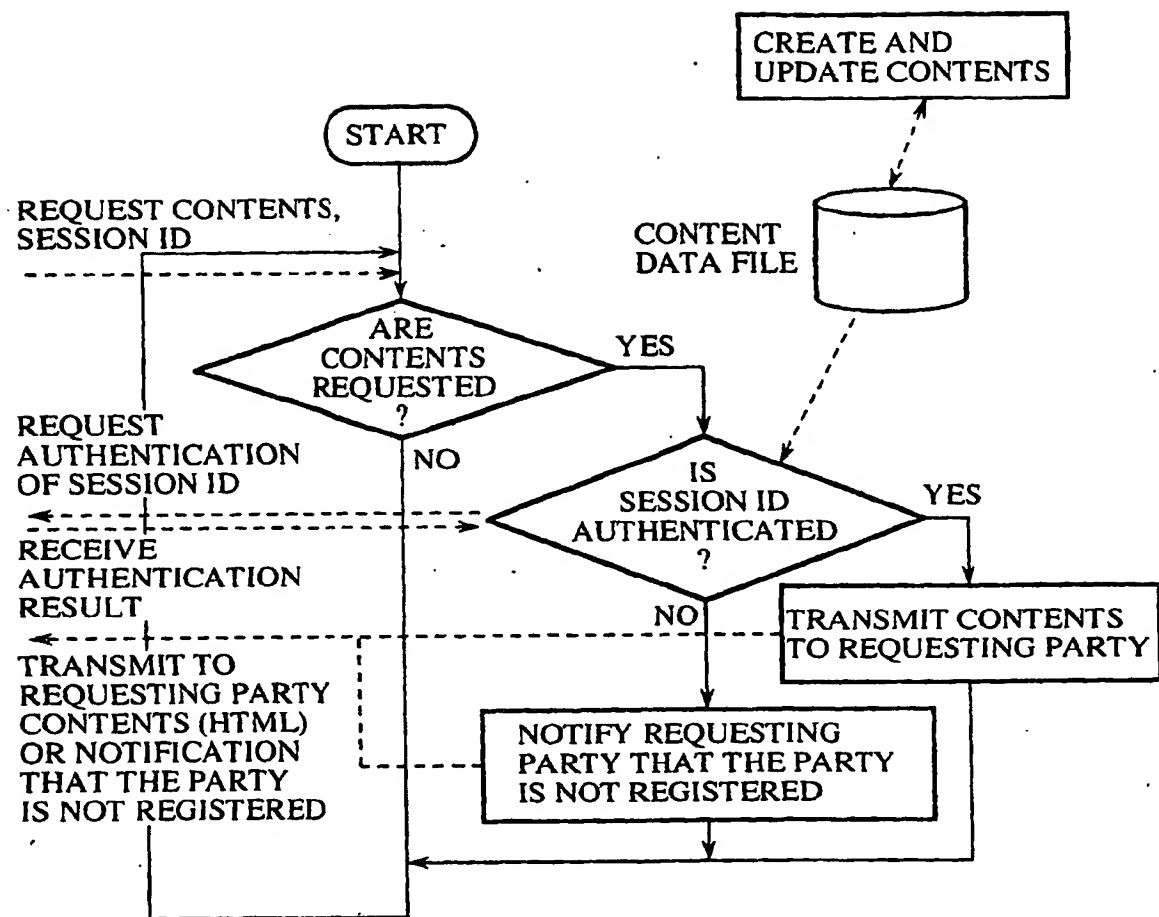 CREATE AND
UPDATE CONTENTS
START
REQUEST CONTENTS,
SESSION ID
CONTENT
DATA FILE
ARE
CONTENTS
REQUESTED
?
YES
NO
REQUEST
AUTHENTICATION
OF SESSION ID
IS
SESSION ID
AUTHENTICATED
?
YES
NO
RECEIVE
AUTHENTICATION
RESULT
TRANSMIT CONTENTS
TO REQUESTING PARTY
TRANSMIT TO
REQUESTING PARTY
CONTENTS (HTML)
OR NOTIFICATION
THAT THE PARTY
IS NOT REGISTERED
NOTIFY REQUESTING
PARTY THAT THE PARTY
IS NOT REGISTERED